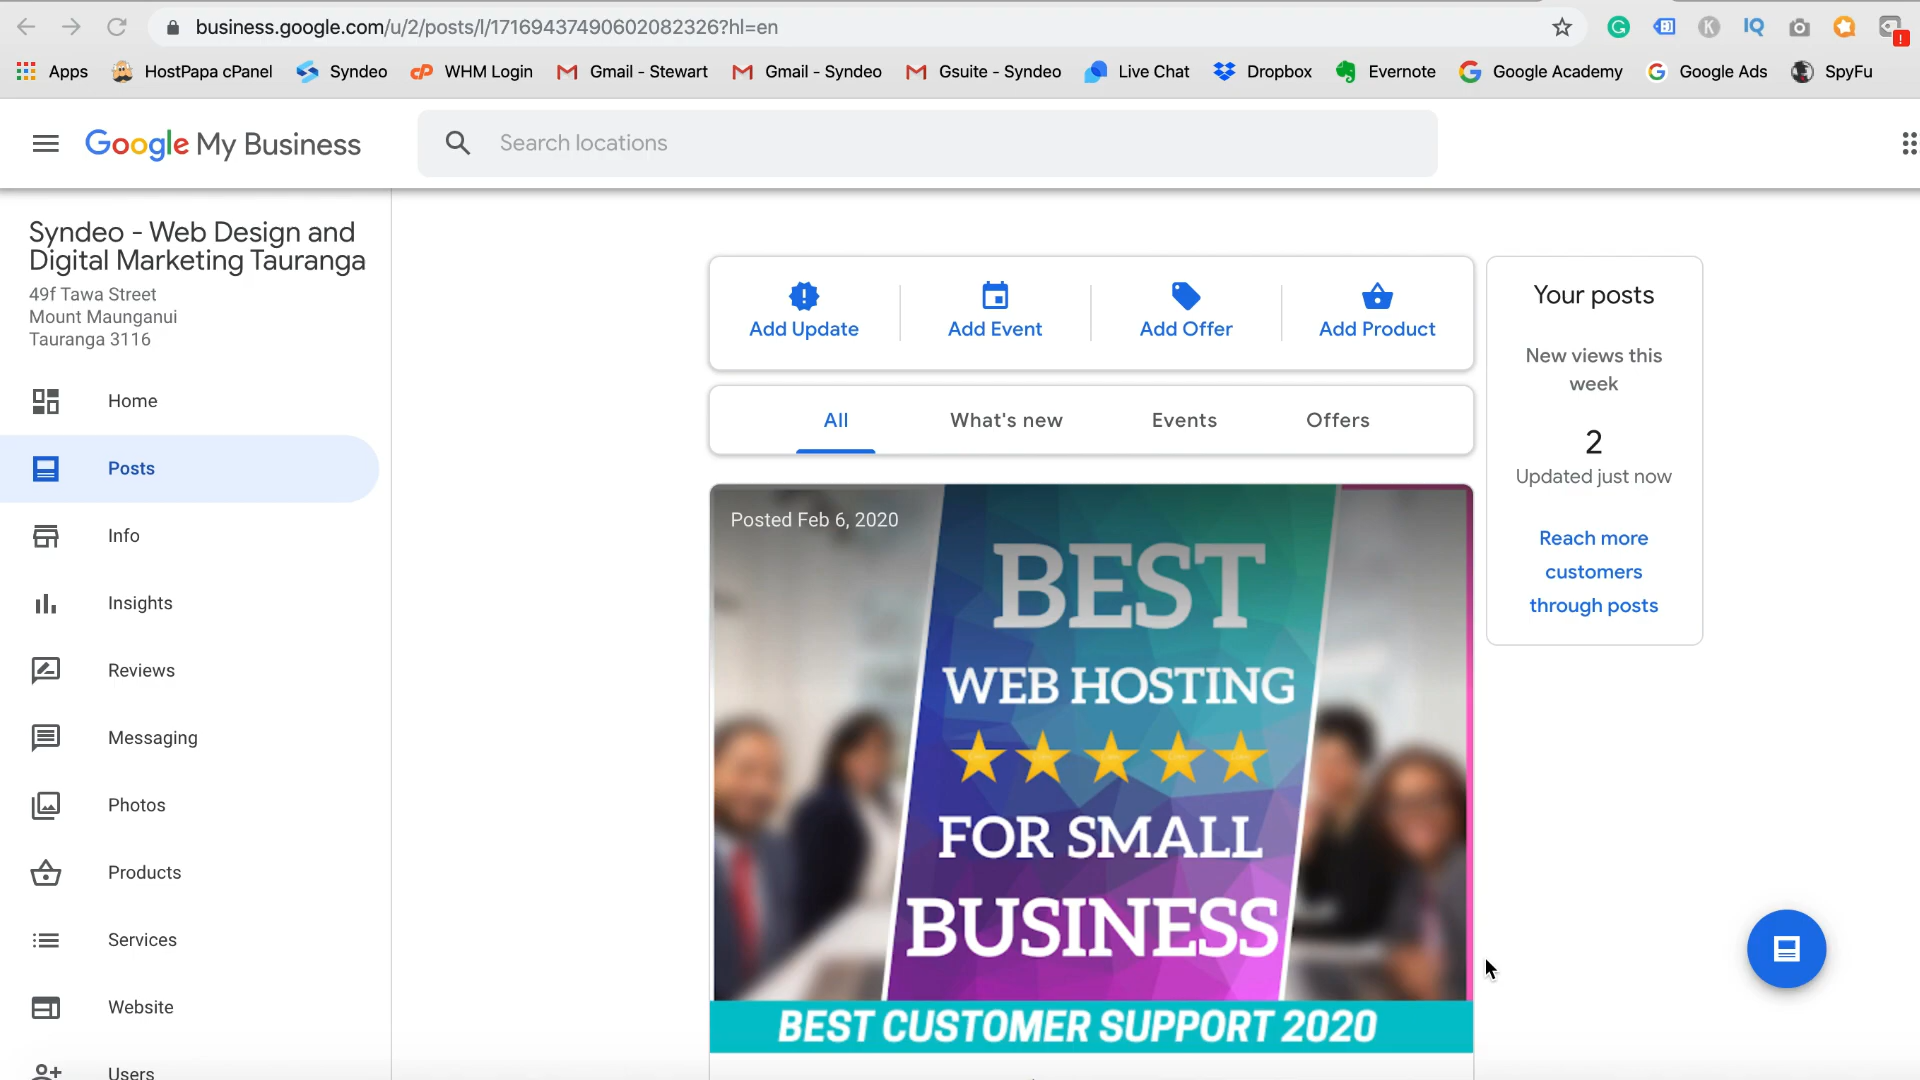 business.google.com/u/2/posts/l/17169437490602082326?hl=en
IQ
K
Apps HostPapa cPanel Syndeo WHM Login Gmail - Stewart Gmail - Syndeo Gsuite - Syndeo Live Chat Dropbox Evernote Google Academy Google Ads SpyFu
Google My Business
Search locations
Syndeo - Web Design and
Digital Marketing Tauranga
49f Tawa Street
Mount Maunganui
Tauranga 3116
Home
Posts
Info
Insights
Reviews
Messaging
Photos
Products
Services
Website
Users
Add Update Add Event Add Offer Add Product
All What's new Events Offers
Posted Feb 6, 2020
BEST
WEB HOSTING
FOR SMALL
BUSINESS
BEST CUSTOMER SUPPORT 2020
Your posts
New views this
week
2
Updated just now
Reach more
customers
through posts